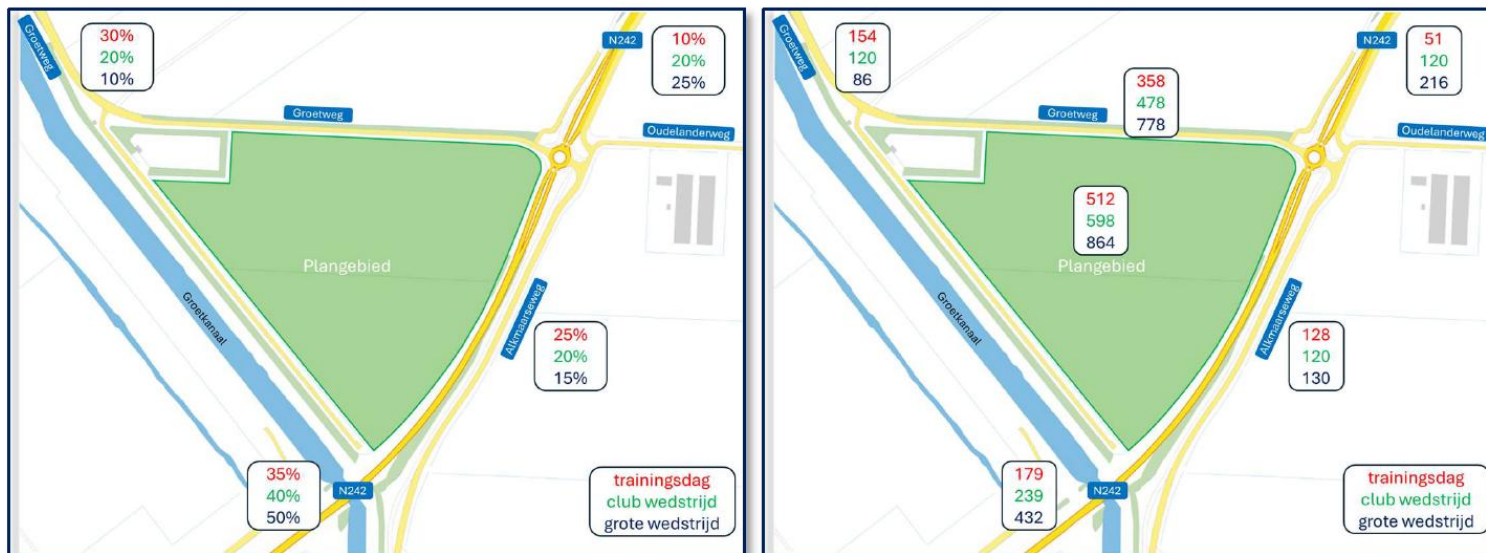 Groetweg
30%
20%
10%
N242
10%
20%
25%
Groetweg
Oudelanderweg
Plangebied
Groetkanaal
Alkmaarseweg
25%
20%
15%
35%
40%
50%
N242
trainingsdag
club wedstrijd
grote wedstrijd
Groetweg
154
120
86
N242
51
120
216
358
478
778
Groetweg
Oudelanderweg
512
598
864
Plangebied
Groetkanaal
Alkmaarseweg
128
120
130
179
239
432
N242
trainingsdag
club wedstrijd
grote wedstrijd